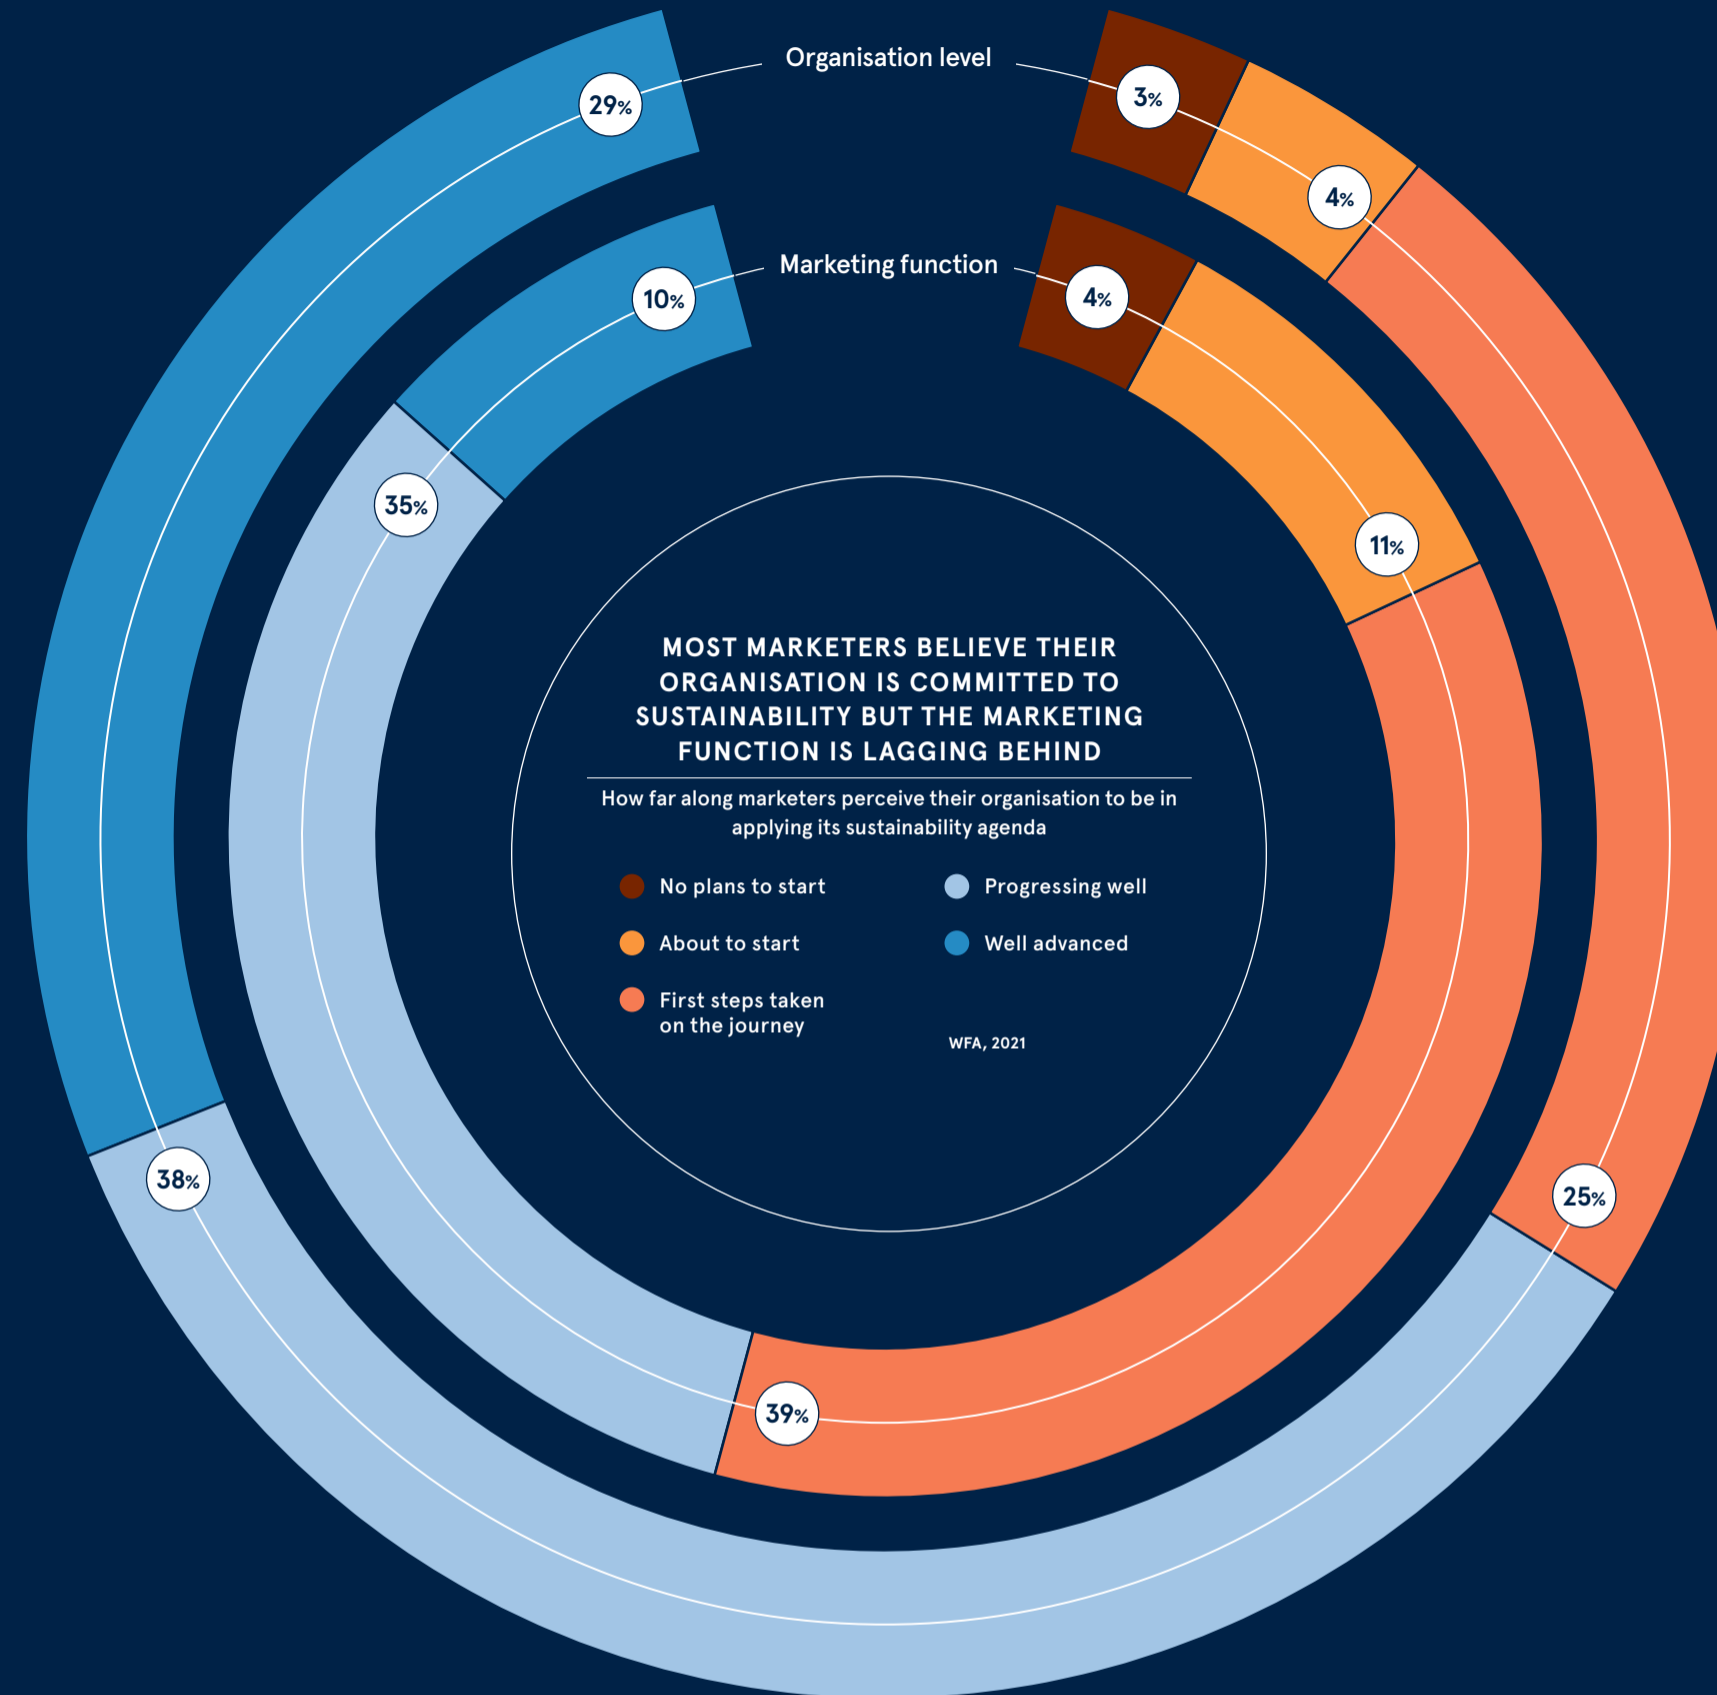 Organisation level
29%
3%
4%
Marketing function
10%
4%
35%
11%
MOST MARKETERS BELIEVE THEIR
ORGANISATION IS COMMITTED TO
SUSTAINABILITY BUT THE MARKETING
FUNCTION IS LAGGING BEHIND
How far along marketers perceive their organisation to be in
applying its sustainability agenda
No plans to start
About to start
First steps taken
on the journey
Progressing well
Well advanced
WFA, 2021
38%
25%
39%